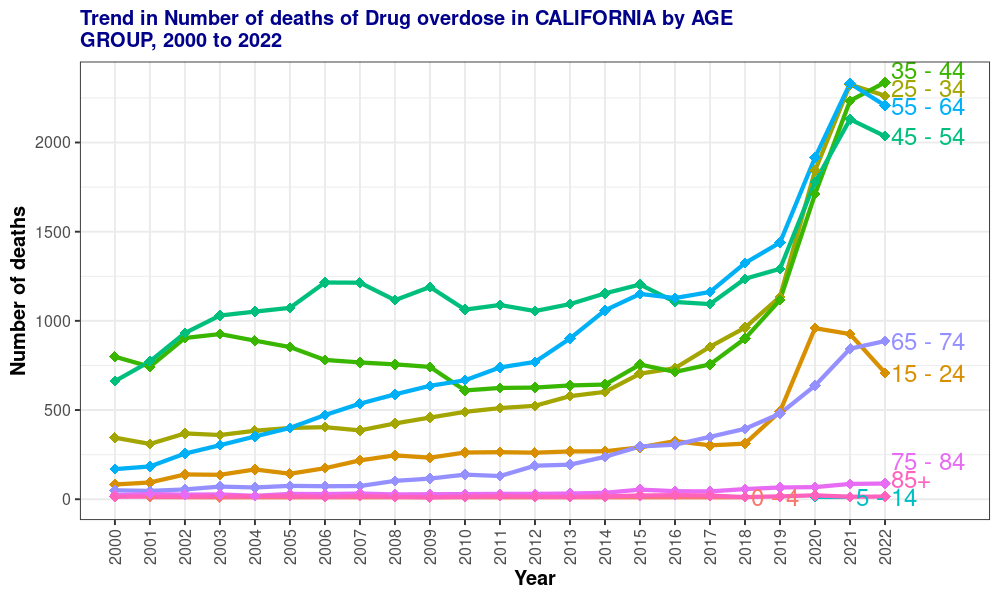 Trend in Number of deaths of Drug overdose in CALIFORNIA by AGE
GROUP, 2000 to 2022
Number of deaths
2000
1500
1000
500
0
35 - 44
25 - 34
55 - 64
45 - 54
65 - 74
15 - 24
75 - 84
85+
0 - 4
5 - 14
2000 2001 2002 2003 2004 2005 2006 2007 2008 2009 2010 2011 2012 2013 2014 2015 2016 2017 2018 2019 2020 2021 2022
Year